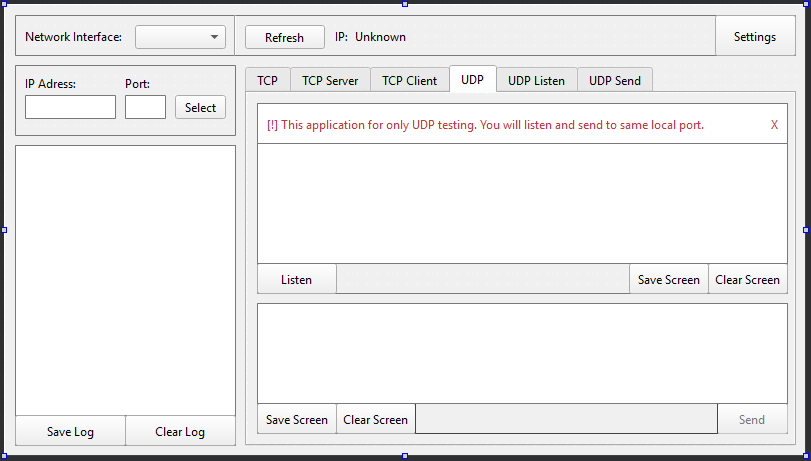 Network Interface:
Refresh
IP: Unknown
Settings
IP Adress:
Port:
Select
TCP
TCP Server
TCP Client
UDP
UDP Listen
UDP Send
[!] This application for only UDP testing. You will listen and send to same local port.
X
Listen
Save Screen
Clear Screen
Save Screen
Clear Screen
Send
Save Log
Clear Log